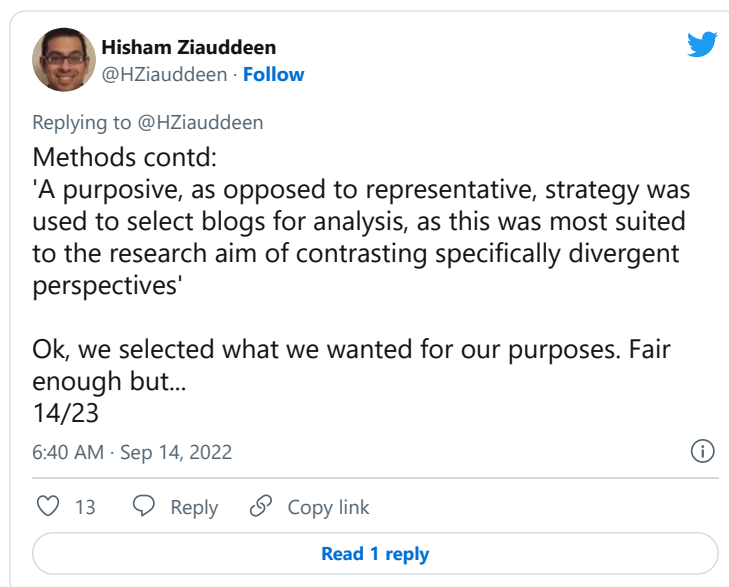 Hisham Ziauddeen
@HZiauddeen · Follow
Replying to @HZiauddeen
Methods contd:
'A purposive, as opposed to representative, strategy was
used to select blogs for analysis, as this was most suited
to the research aim of contrasting specifically divergent
perspectives'
Ok, we selected what we wanted for our purposes. Fair
enough but...
14/23
6:40 AM · Sep 14, 2022
13 Reply Copy link
Read 1 reply